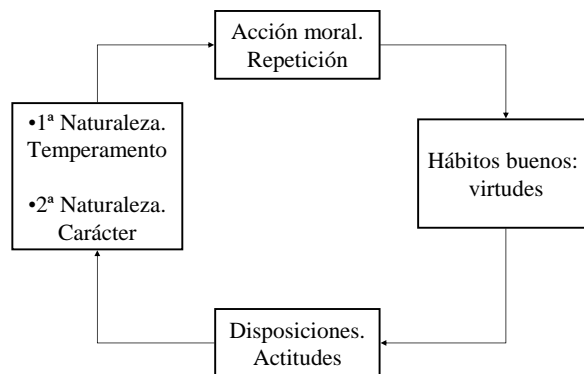 Acción moral.
Repetición
•1ª Naturaleza.
Temperamento
•2ª Naturaleza.
Carácter
Hábitos buenos:
virtudes
Disposiciones.
Actitudes